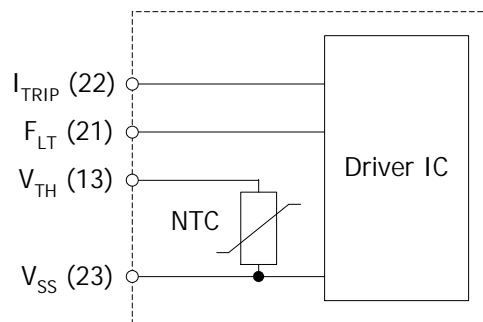 I_TRIP (22)
F_LT (21)
V_TH (13)
NTC
Driver IC
V_SS (23)